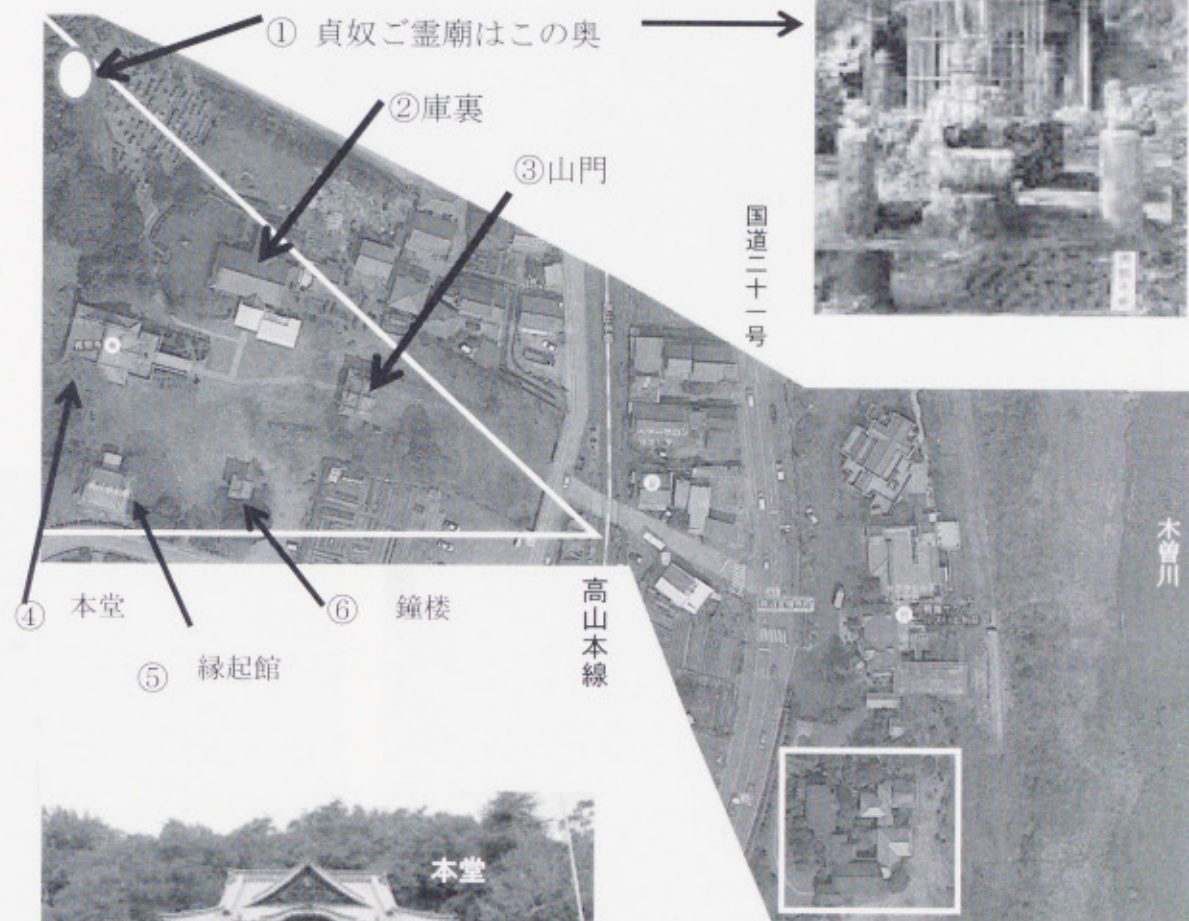 ① 貞奴ご霊廟はこの奥
②庫裏
③山門
国道二十一号
木曽川
高山本線
④ 本堂
⑥ 鐘楼
⑤ 縁起館
本堂